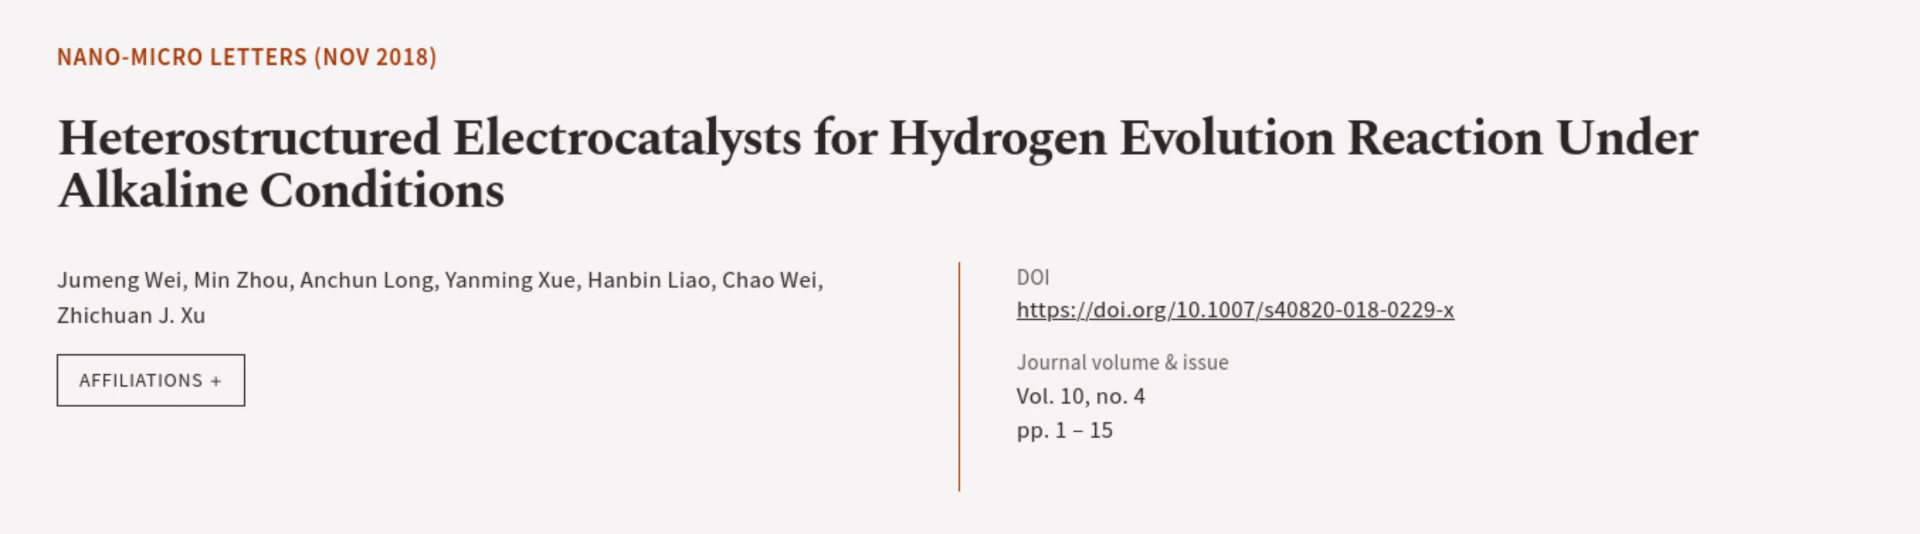 NANO-MICRO LETTERS (NOV 2018)
Heterostructured Electrocatalysts for Hydrogen Evolution Reaction Under
Alkaline Conditions
Jumeng Wei, Min Zhou, Anchun Long, Yanming Xue, Hanbin Liao, Chao Wei,
Zhichuan J. Xu
AFFILIATIONS +
DOI
https://doi.org/10.1007/s40820-018-0229-x
Journal volume & issue
Vol. 10, no. 4
pp. 1 – 15